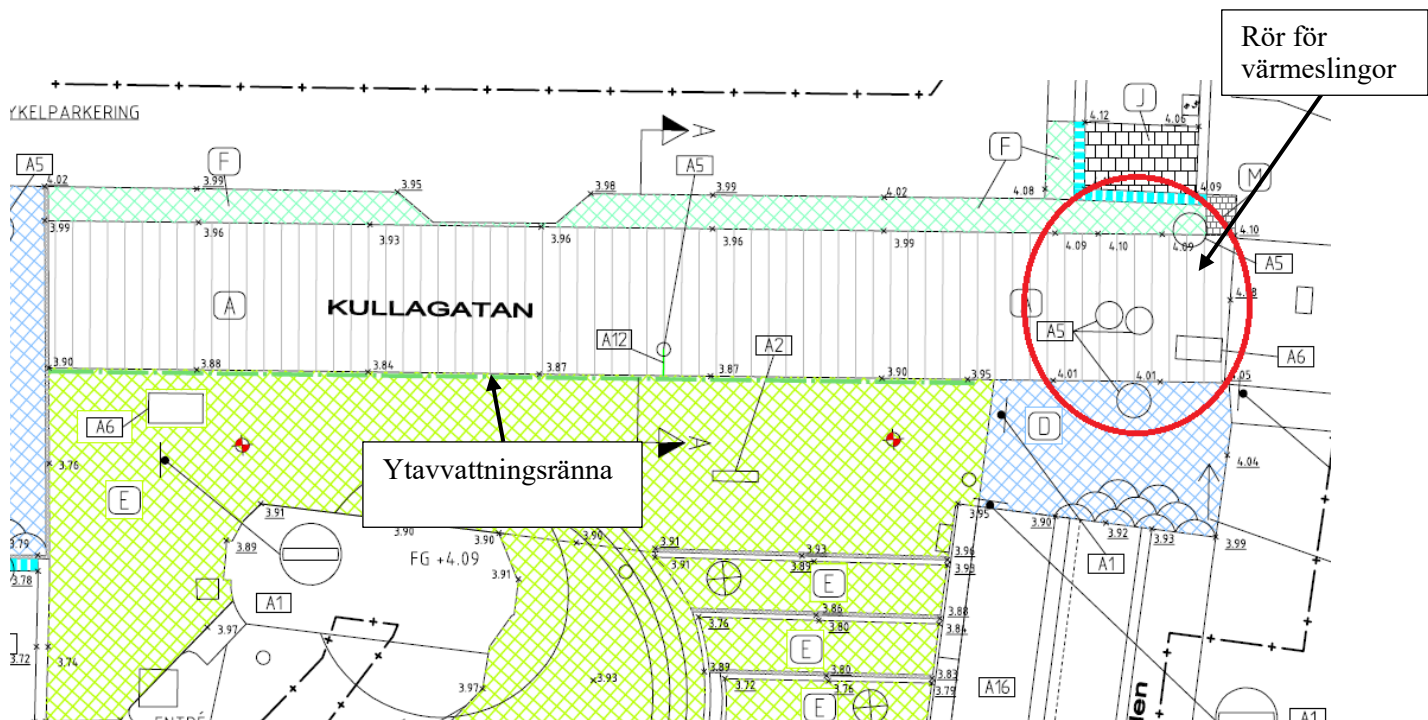 Rör för
värmeslingor
YKELPARKERING
A5
F
A
A5
F
J
M
4.12
4.06
4.02
3.99
3.95
3.98
3.99
4.02
4.08
4.09
3.99
3.96
3.93
3.96
3.96
3.99
4.09
4.10
4.09
4.10
A5
A
KULLAGATAN
A12
A2
A5
A6
3.90
3.88
3.84
3.87
3.87
3.90
3.95
4.01
4.01
4.05
A6
Ytavvattningsränna
A
D
3.76
E
4.04
3.91
3.90
3.90
3.90
3.91
3.93
3.96
3.95
3.90
3.92
3.93
3.99
3.89
FG +4.09
3.91
3.91
3.89
3.93
3.79
3.78
A1
E
A1
3.97
3.76
3.86
3.80
3.88
3.84
3.72
3.74
E
3.89
3.80
3.83
3.97
3.93
3.72
3.76
3.79
A16
E
den
ENTRÉ
A1